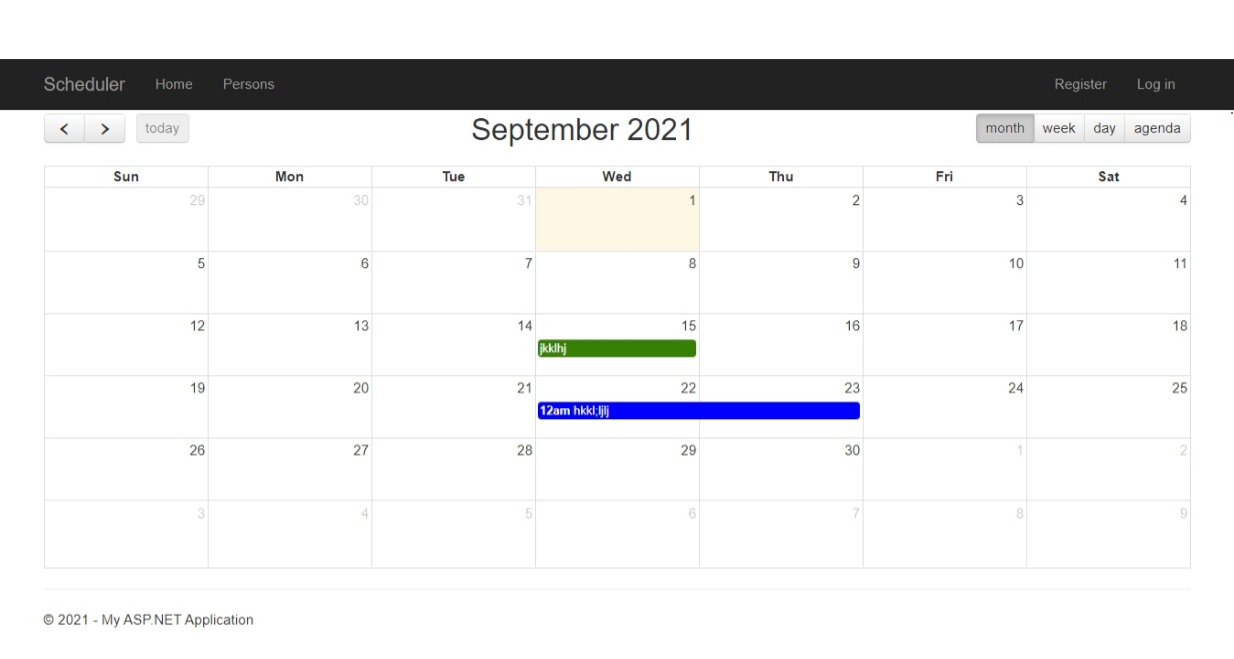 Scheduler Home Persons Register Log in
< > today September 2021 month week day agenda
Sun Mon Tue Wed Thu Fri Sat
29 30 31 1 2 3 4
5 6 7 8 9 10 11
12 13 14 15 16 17 18
jkklhj
19 20 21 22 23 24 25
12am hkkl;ljlj
26 27 28 29 30 1 2
3 4 5 6 7 8 9
© 2021 - My ASP.NET Application